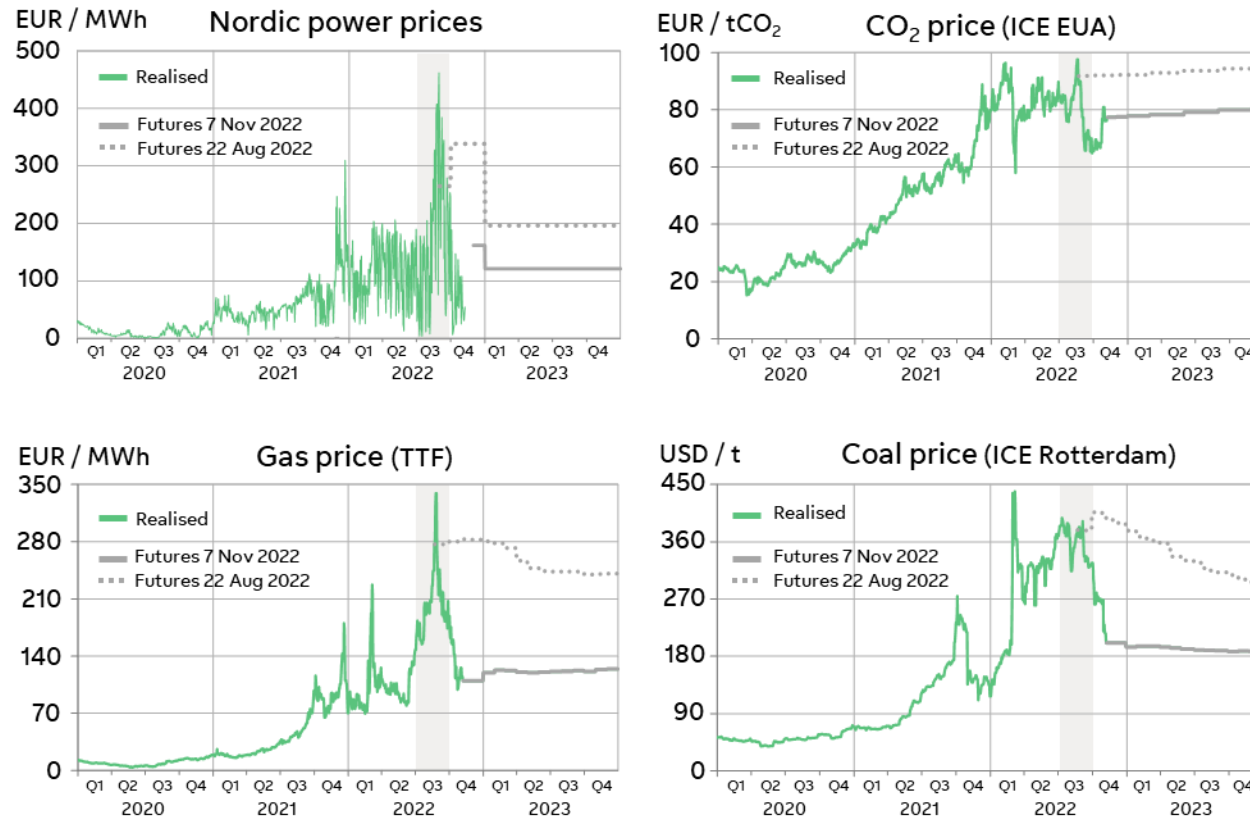 EUR / MWh
Nordic power prices
500
400
300
200
100
0
Realised
Futures 7 Nov 2022
Futures 22 Aug 2022
Q1 Q2 Q3 Q4 Q1 Q2 Q3 Q4 Q1 Q2 Q3 Q4 Q1 Q2 Q3 Q4
2020 2021 2022 2023
EUR / tCO₂
CO₂ price (ICE EUA)
100
80
60
40
20
0
Realised
Futures 7 Nov 2022
Futures 22 Aug 2022
Q1 Q2 Q3 Q4 Q1 Q2 Q3 Q4 Q1 Q2 Q3 Q4 Q1 Q2 Q3 Q4
2020 2021 2022 2023
EUR / MWh
Gas price (TTF)
350
280
210
140
70
0
Realised
Futures 7 Nov 2022
Futures 22 Aug 2022
Q1 Q2 Q3 Q4 Q1 Q2 Q3 Q4 Q1 Q2 Q3 Q4 Q1 Q2 Q3 Q4
2020 2021 2022 2023
USD / t
Coal price (ICE Rotterdam)
450
360
270
180
90
0
Realised
Futures 7 Nov 2022
Futures 22 Aug 2022
Q1 Q2 Q3 Q4 Q1 Q2 Q3 Q4 Q1 Q2 Q3 Q4 Q1 Q2 Q3 Q4
2020 2021 2022 2023